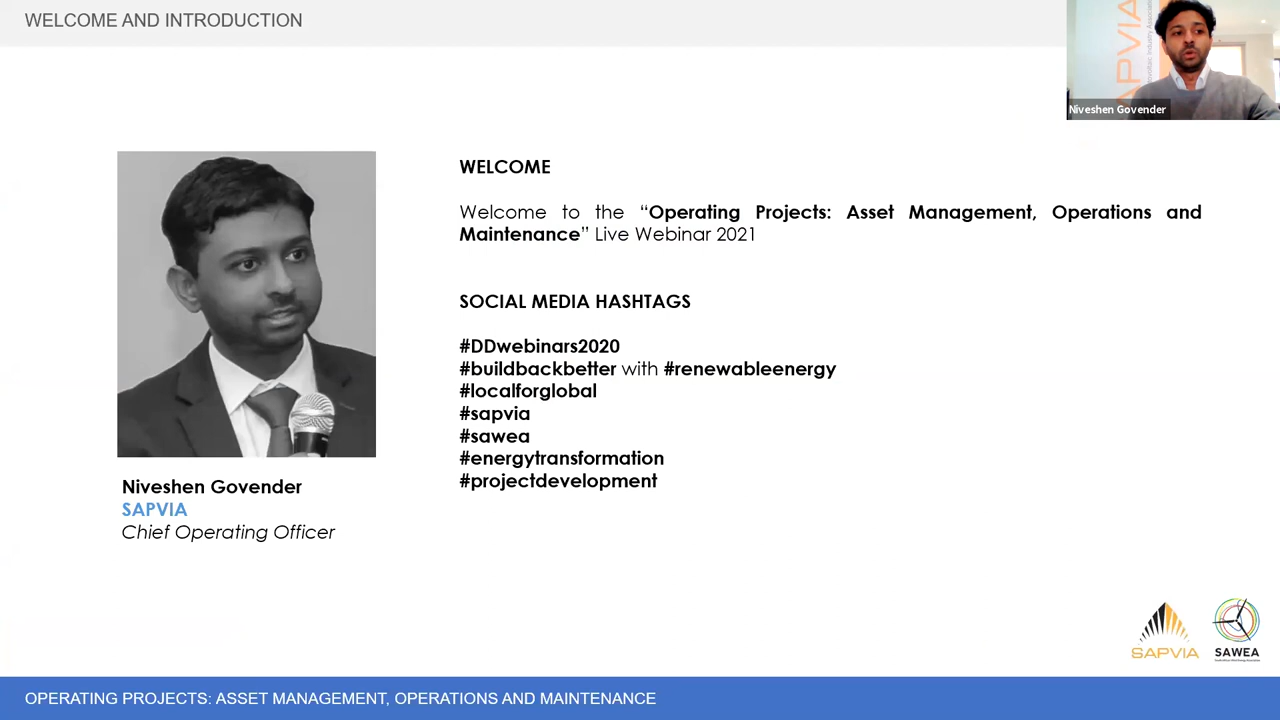 WELCOME AND INTRODUCTION
SAPVIA
Niveshen Govender
WELCOME
Welcome to the “Operating Projects: Asset Management, Operations and
Maintenance” Live Webinar 2021
SOCIAL MEDIA HASHTAGS
#DDwebinars2020
#buildbackbetter with #renewableenergy
#localforglobal
#sapvia
#sawea
#energytransformation
#projectdevelopment
Niveshen Govender
SAPVIA
Chief Operating Officer
SAPVIA
SAWEA
OPERATING PROJECTS: ASSET MANAGEMENT, OPERATIONS AND MAINTENANCE